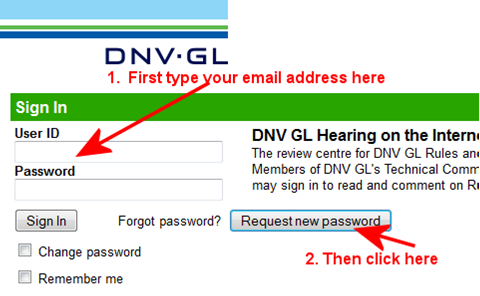 DNV·GL
1. First type your email address here
Sign In
User ID
Password
Sign In Forgot password? Request new password
Change password
Remember me
DNV GL Hearing on the Interne
The review centre for DNV GL Rules and
Members of DNV GL's Technical Comm
may sign in to read and comment on Ru
2. Then click here